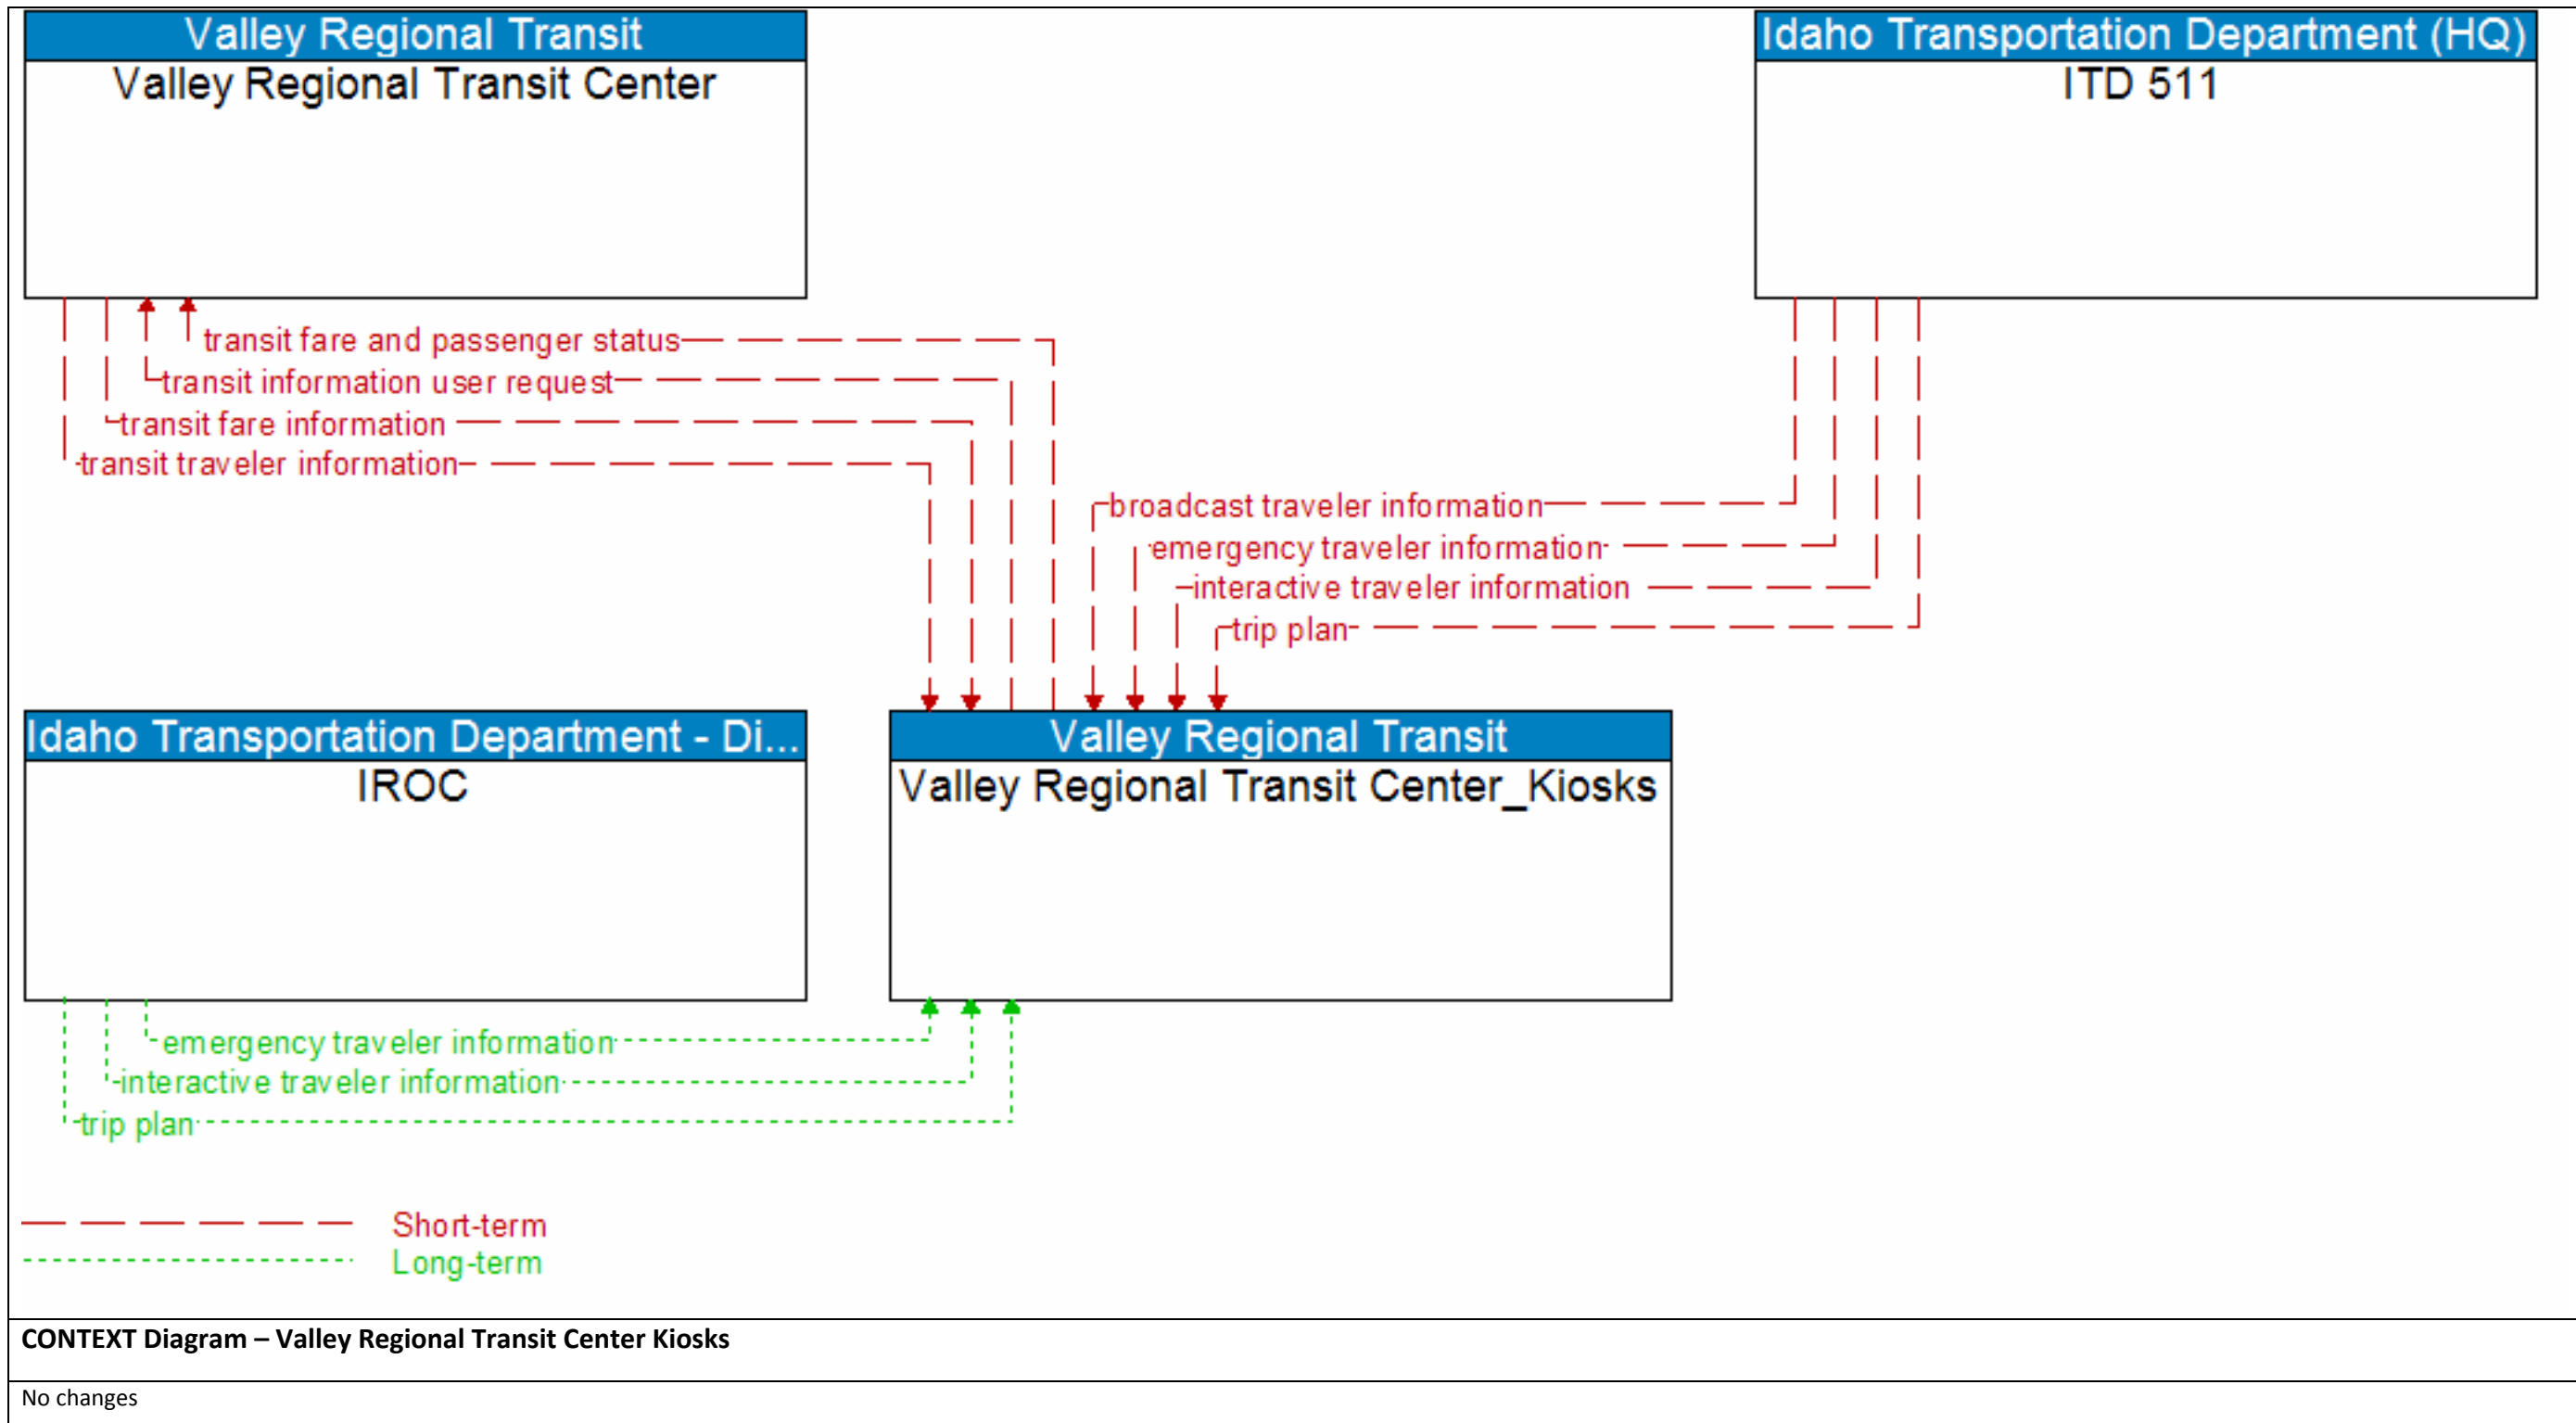 Valley Regional Transit
Valley Regional Transit Center
Idaho Transportation Department (HQ)
ITD 511
transit fare and passenger status
transit information user request
transit fare information
transit traveler information
broadcast traveler information
emergency traveler information
interactive traveler information
trip plan
Idaho Transportation Department - Di...
IROC
Valley Regional Transit
Valley Regional Transit Center_Kiosks
emergency traveler information
interactive traveler information
trip plan
Short-term
Long-term
CONTEXT Diagram – Valley Regional Transit Center Kiosks
No changes